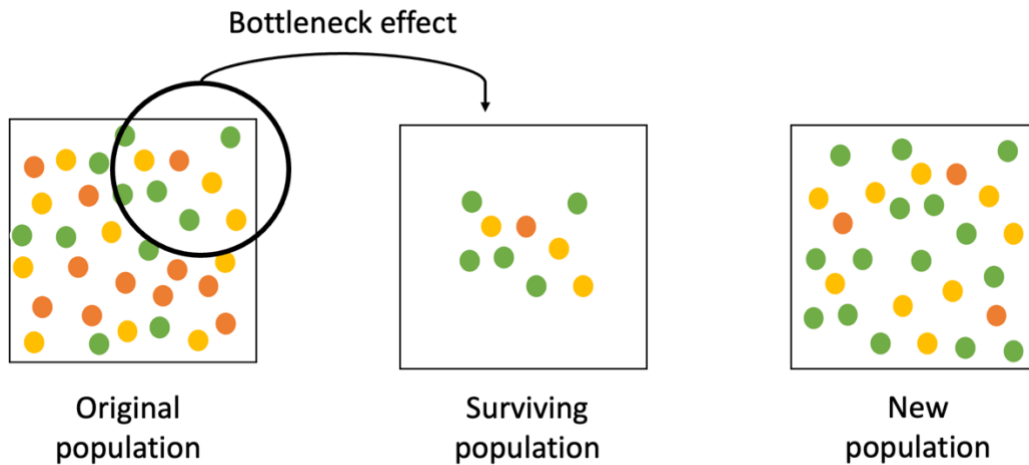 Bottleneck effect
Original
population
Surviving
population
New
population